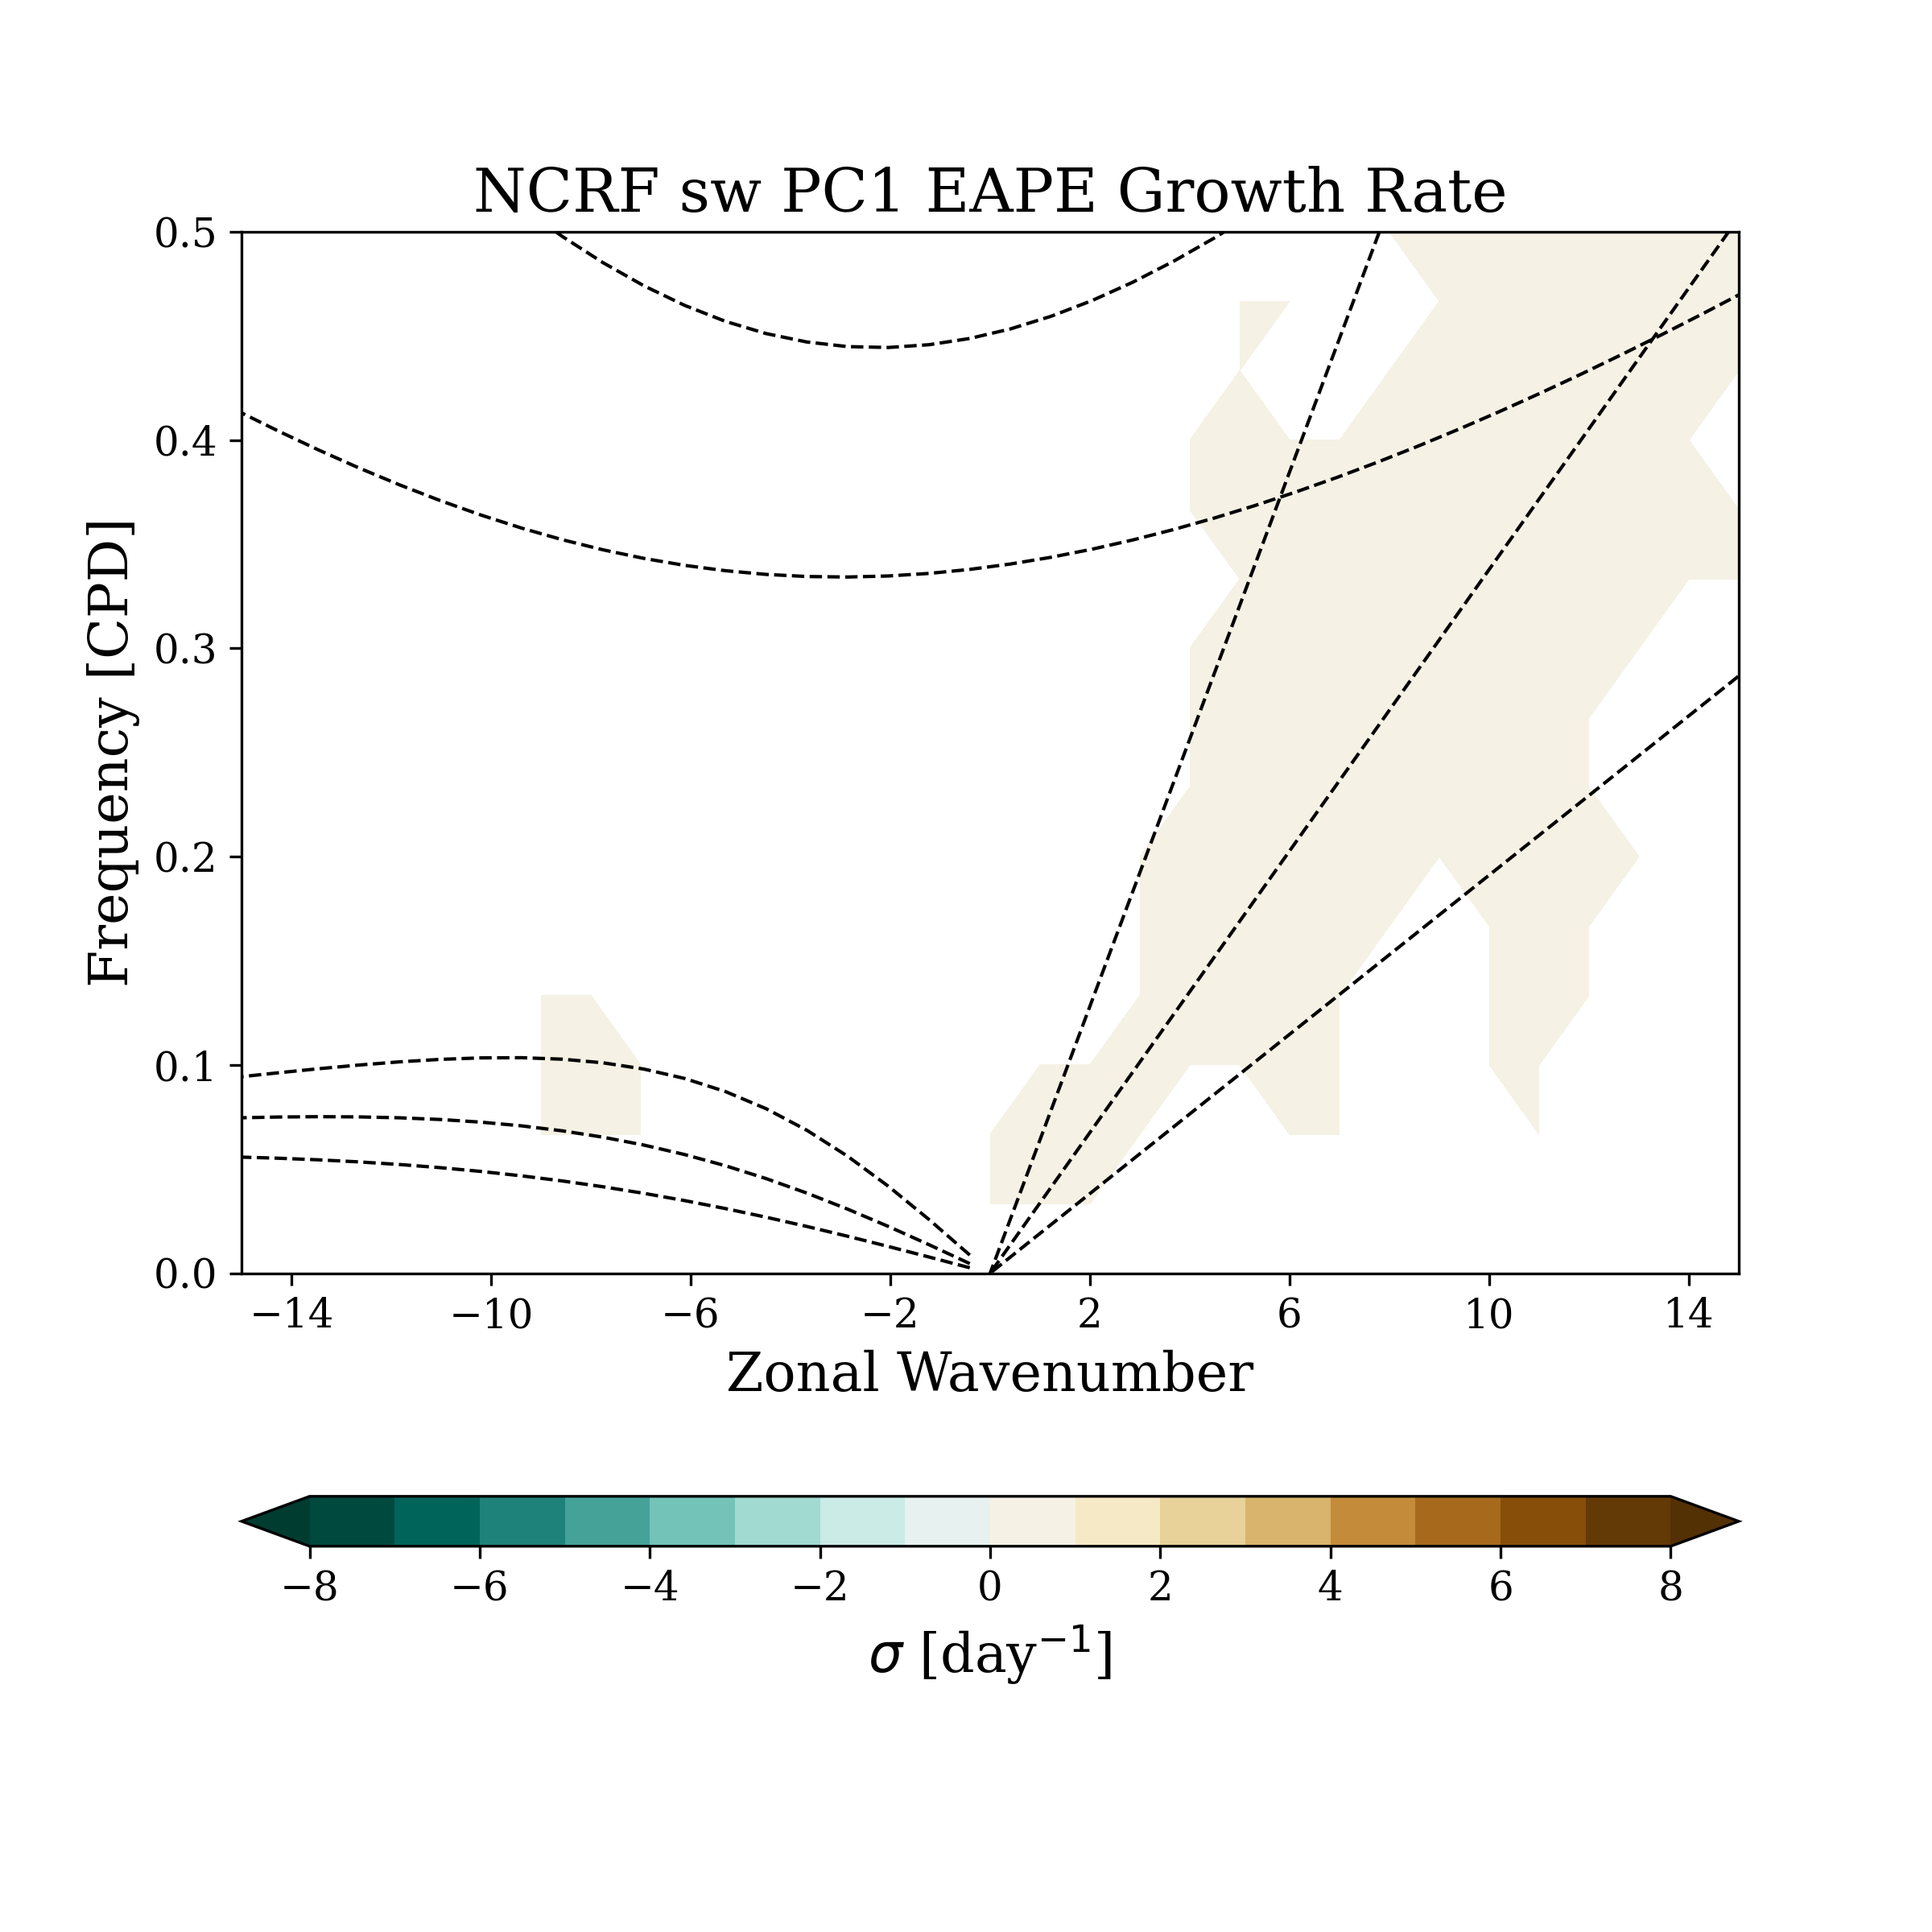 NCRF sw PC1 EAPE Growth Rate
0.5
0.4
0.3
0.2
0.1
0.0
Frequency [CPD]
−14 −10 −6 −2 2 6 10 14
Zonal Wavenumber
−8 −6 −4 −2 0 2 4 6 8
σ [day⁻¹]